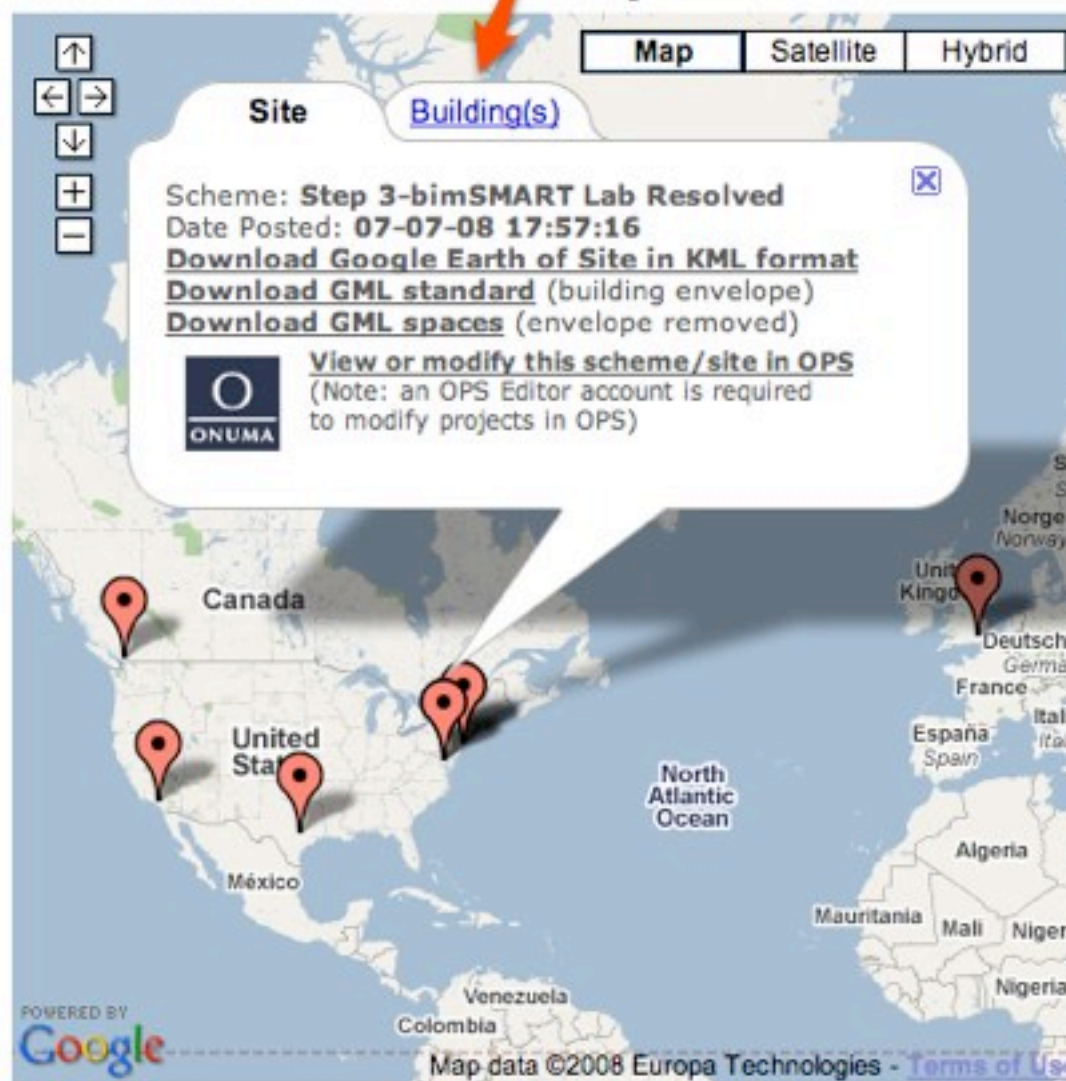 Map Satellite Hybrid
Site Building(s)
Scheme: Step 3-bimSMART Lab Resolved
Date Posted: 07-07-08 17:57:16
Download Google Earth of Site in KML format
Download GML standard (building envelope)
Download GML spaces (envelope removed)
View or modify this scheme/site in OPS
(Note: an OPS Editor account is required
to modify projects in OPS)
O
ONUMA
Norge
Norway
Canada
Deutsch
France
España
Spain
United
North
Atlantic
Ocean
Algeria
México
Mauritania
Mali
Niger
Nigeria
Venezuela
Colombia
POWERED BY
Google
Map data ©2008 Europa Technologies - Terms of Use